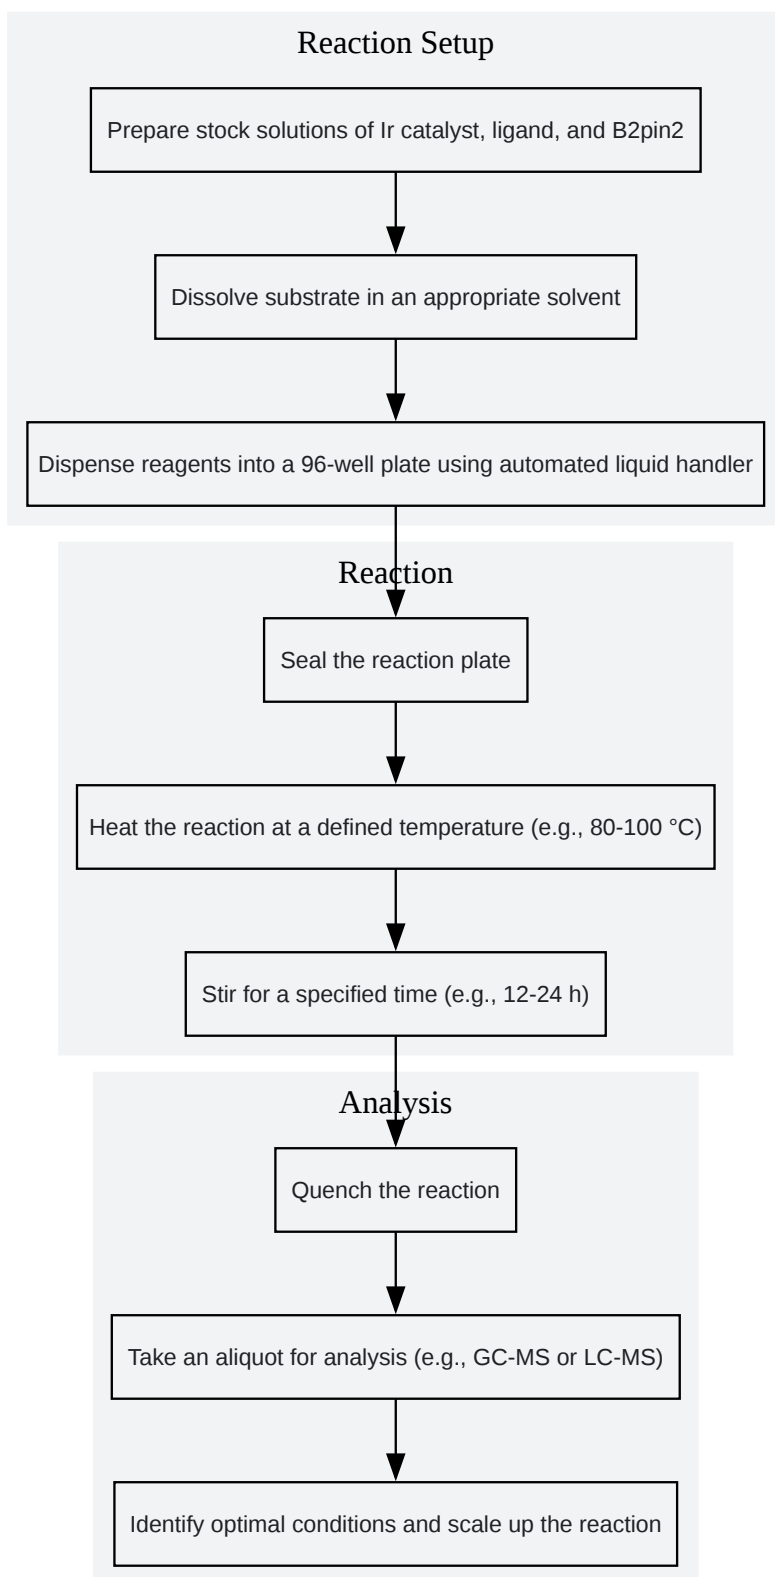 Reaction Setup
Prepare stock solutions of Ir catalyst, ligand, and B2pin2
Dissolve substrate in an appropriate solvent
Dispense reagents into a 96-well plate using automated liquid handler
Reaction
Seal the reaction plate
Heat the reaction at a defined temperature (e.g., 80-100 °C)
Stir for a specified time (e.g., 12-24 h)
Analysis
Quench the reaction
Take an aliquot for analysis (e.g., GC-MS or LC-MS)
Identify optimal conditions and scale up the reaction